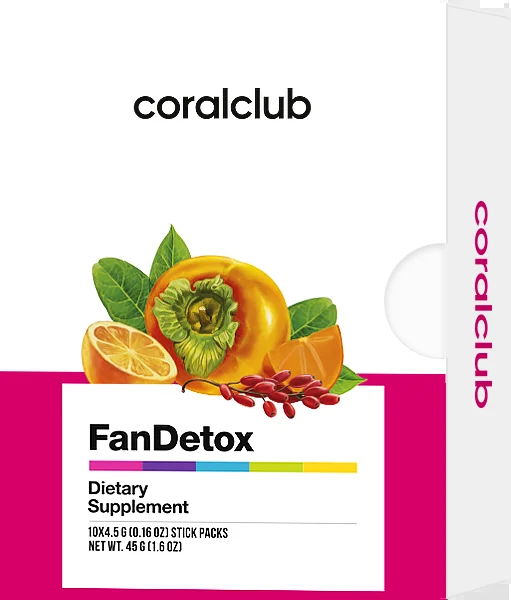 coralclub
coralclub
FanDetox
Dietary
Supplement
10X4.5 G (0.16 OZ) STICK PACKS
NET WT. 45 G (1.6 OZ)